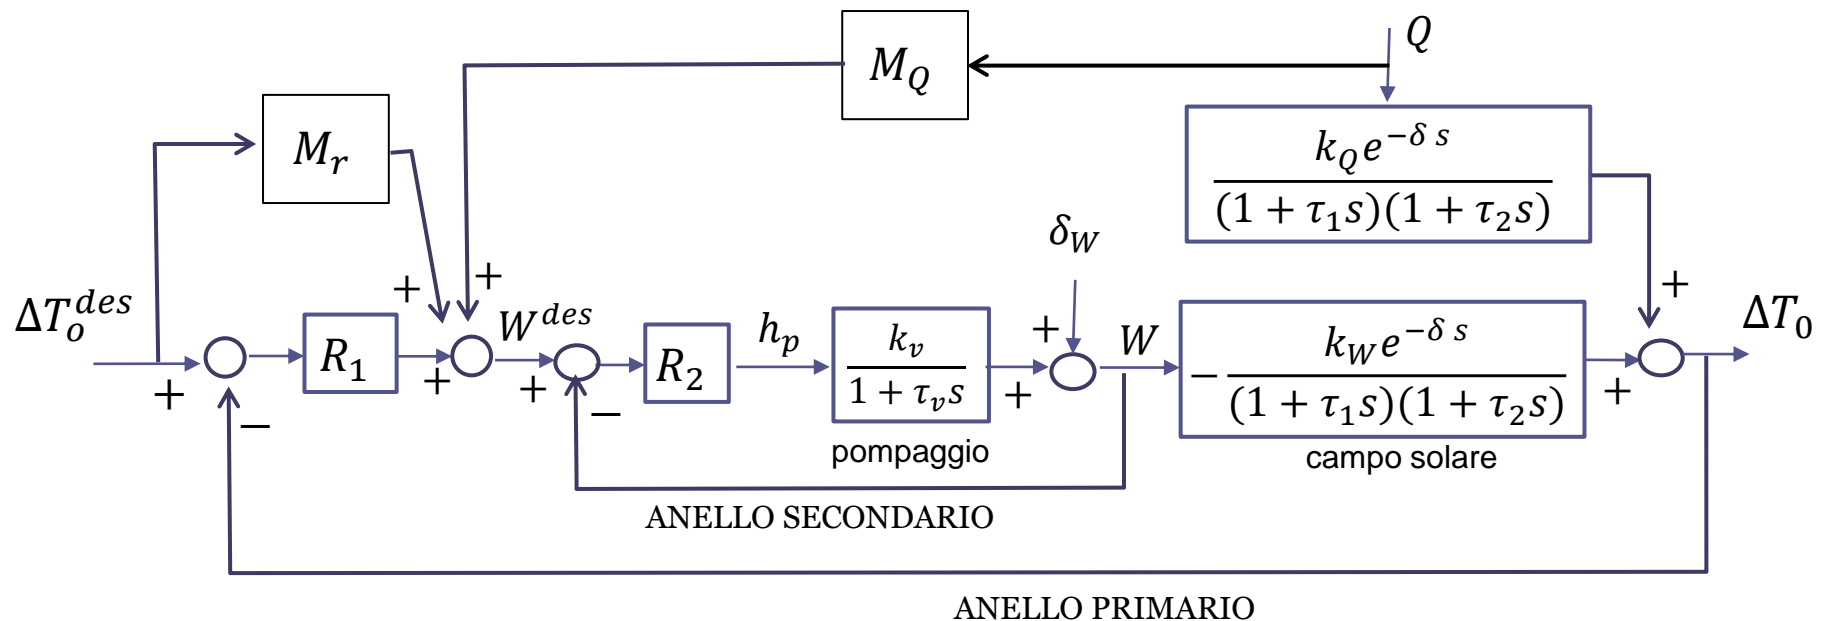 Q
M_Q
k_Q e^{-δ s}
(1 + τ_1 s)(1 + τ_2 s)
M_r
δ_W
+
+
+
ΔT_o^{des}
W^{des}
h_p
k_v
1 + τ_v s
+
W
- k_W e^{-δ s}
(1 + τ_1 s)(1 + τ_2 s)
ΔT_0
R_1
R_2
+
+
+
+
+
−
−
pompaggio
campo solare
ANELLO SECONDARIO
ANELLO PRIMARIO